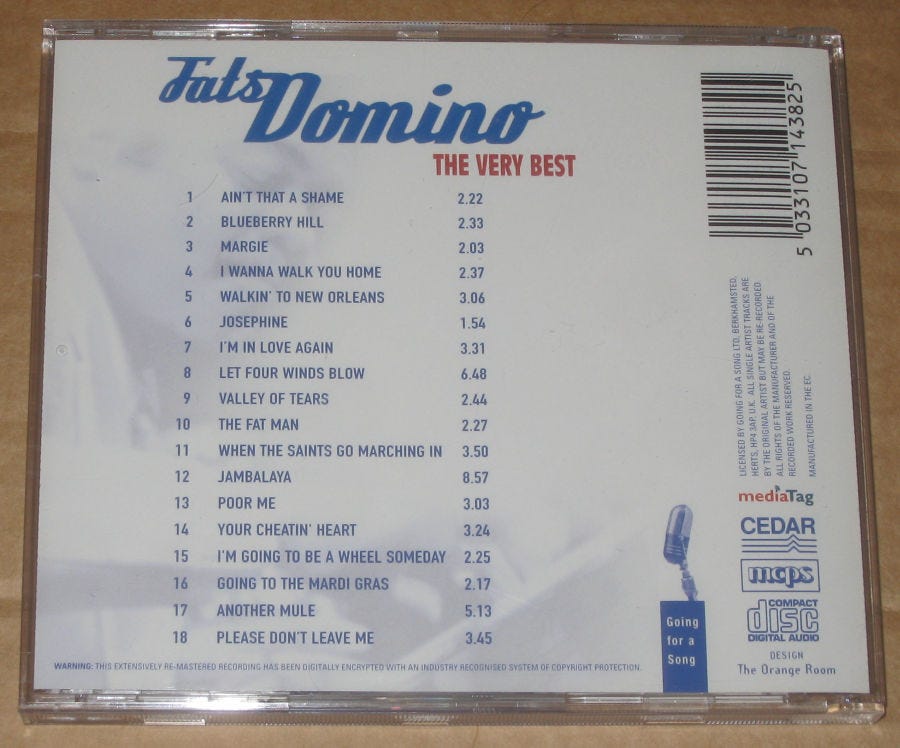 Fats Domino
THE VERY BEST
1 AIN'T THAT A SHAME 2.22
2 BLUEBERRY HILL 2.33
3 MARGIE 2.03
4 I WANNA WALK YOU HOME 2.37
5 WALKIN' TO NEW ORLEANS 3.06
6 JOSEPHINE 1.54
7 I'M IN LOVE AGAIN 3.31
8 LET FOUR WINDS BLOW 6.48
9 VALLEY OF TEARS 2.44
10 THE FAT MAN 2.27
11 WHEN THE SAINTS GO MARCHING IN 3.50
12 JAMBALAYA 8.57
13 POOR ME 3.03
14 YOUR CHEATIN' HEART 3.24
15 I'M GOING TO BE A WHEEL SOMEDAY 2.25
16 GOING TO THE MARDI GRAS 2.17
17 ANOTHER MULE 5.13
18 PLEASE DON'T LEAVE ME 3.45
WARNING: THIS EXTENSIVELY RE-MASTERED RECORDING HAS BEEN DIGITALLY ENCRYPTED WITH AN INDUSTRY RECOGNISED SYSTEM OF COPYRIGHT PROTECTION.
5 033107 143825
LICENSED BY GOING FOR A SONG LTD, BERKHAMSTED,
HERTS, HP4 3AP, U.K. ALL SINGLE ARTIST TRACKS ARE
BY THE ORIGINAL ARTIST BUT MAY BE RE-RECORDED.
ALL RIGHTS OF THE MANUFACTURER AND OF THE
RECORDED WORK RESERVED.
MANUFACTURED IN THE EC.
mediaTag
CEDAR
mcps
COMPACT
disc
DIGITAL AUDIO
DESIGN
The Orange Room
Going
for a
Song